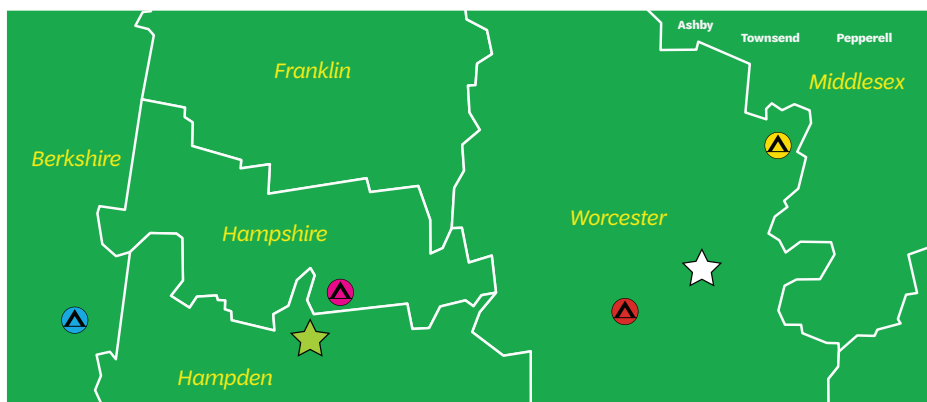 Ashby
Townsend
Pepperell
Franklin
Middlesex
Berkshire
Worcester
Hampshire
Hampden